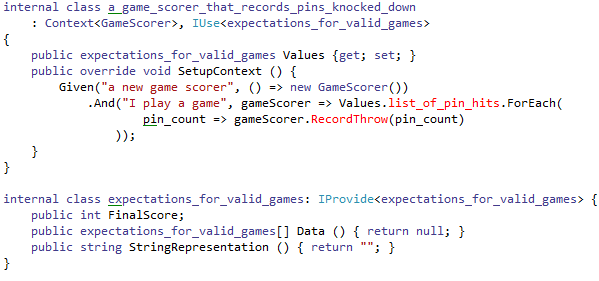 internal class a_game_scorer_that_records_pins_knocked_down
    : Context<GameScorer>, IUse<expectations_for_valid_games>
{
    public expectations_for_valid_games Values {get; set; }
    public override void SetupContext () {
        Given("a new game scorer", () => new GameScorer())
            .And("I play a game", gameScorer => Values.list_of_pin_hits.ForEach(
                    pin_count => gameScorer.RecordThrow(pin_count)
                ));
    }
}

internal class expectations_for_valid_games: IProvide<expectations_for_valid_games> {
    public int FinalScore;
    public expectations_for_valid_games[] Data () { return null; }
    public string StringRepresentation () { return ""; }
}